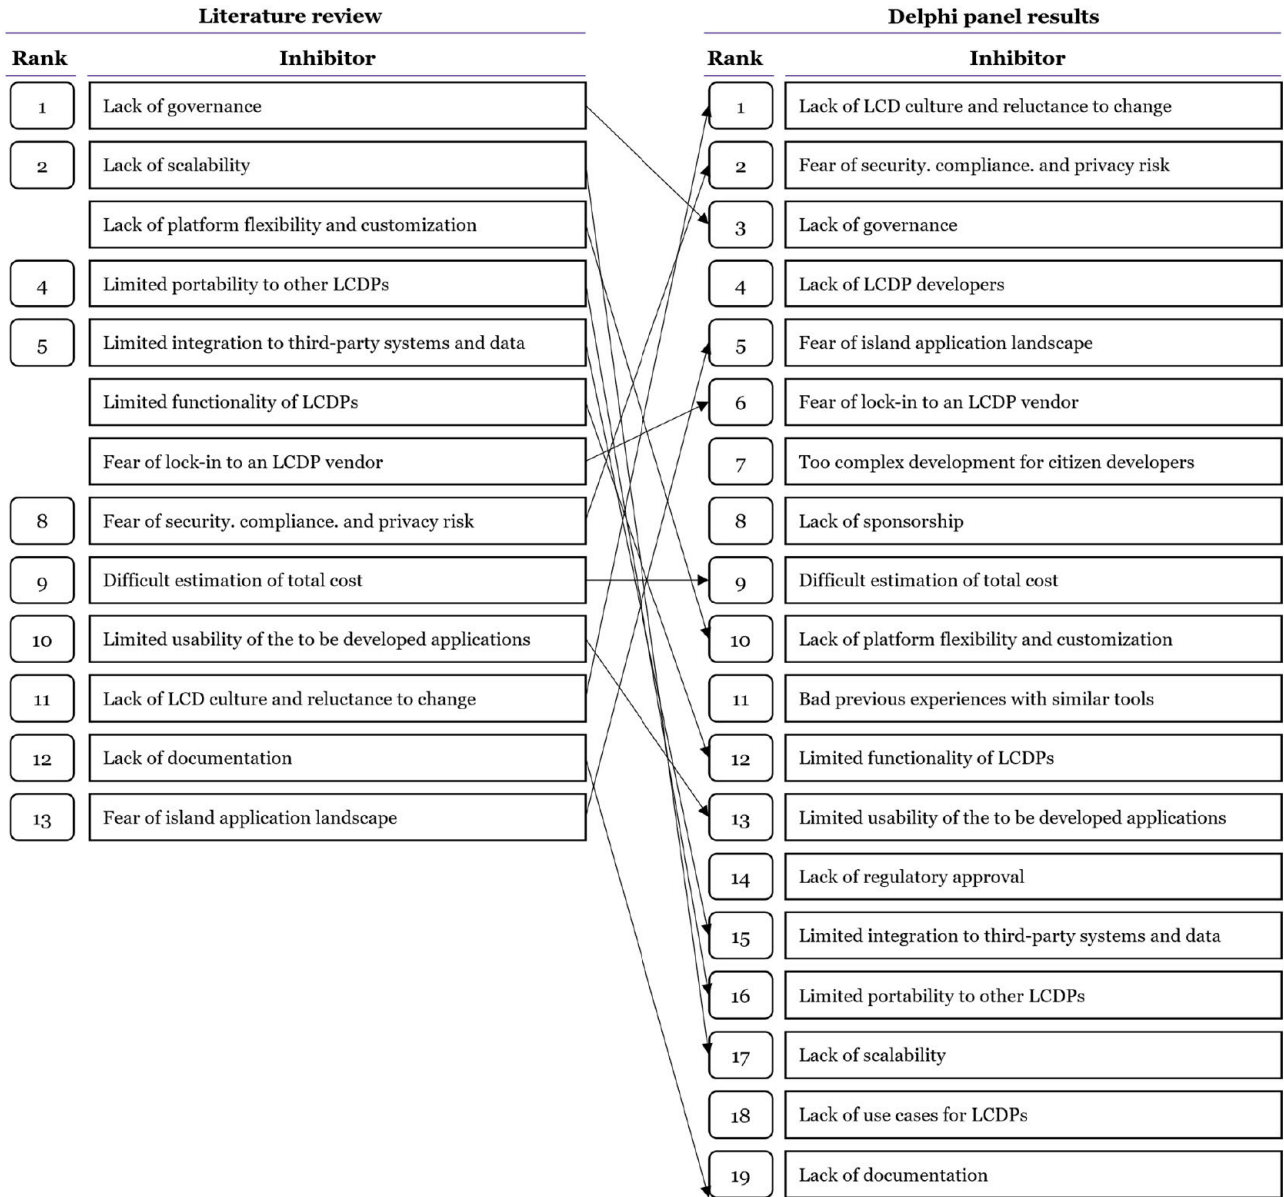 Literature review
Rank Inhibitor
1 Lack of governance
2 Lack of scalability
Lack of platform flexibility and customization
4 Limited portability to other LCDPs
5 Limited integration to third-party systems and data
Limited functionality of LCDPs
Fear of lock-in to an LCDP vendor
8 Fear of security. compliance. and privacy risk
9 Difficult estimation of total cost
10 Limited usability of the to be developed applications
11 Lack of LCD culture and reluctance to change
12 Lack of documentation
13 Fear of island application landscape
Delphi panel results
Rank Inhibitor
1 Lack of LCD culture and reluctance to change
2 Fear of security. compliance. and privacy risk
3 Lack of governance
4 Lack of LCDP developers
5 Fear of island application landscape
6 Fear of lock-in to an LCDP vendor
7 Too complex development for citizen developers
8 Lack of sponsorship
9 Difficult estimation of total cost
10 Lack of platform flexibility and customization
11 Bad previous experiences with similar tools
12 Limited functionality of LCDPs
13 Limited usability of the to be developed applications
14 Lack of regulatory approval
15 Limited integration to third-party systems and data
16 Limited portability to other LCDPs
17 Lack of scalability
18 Lack of use cases for LCDPs
19 Lack of documentation